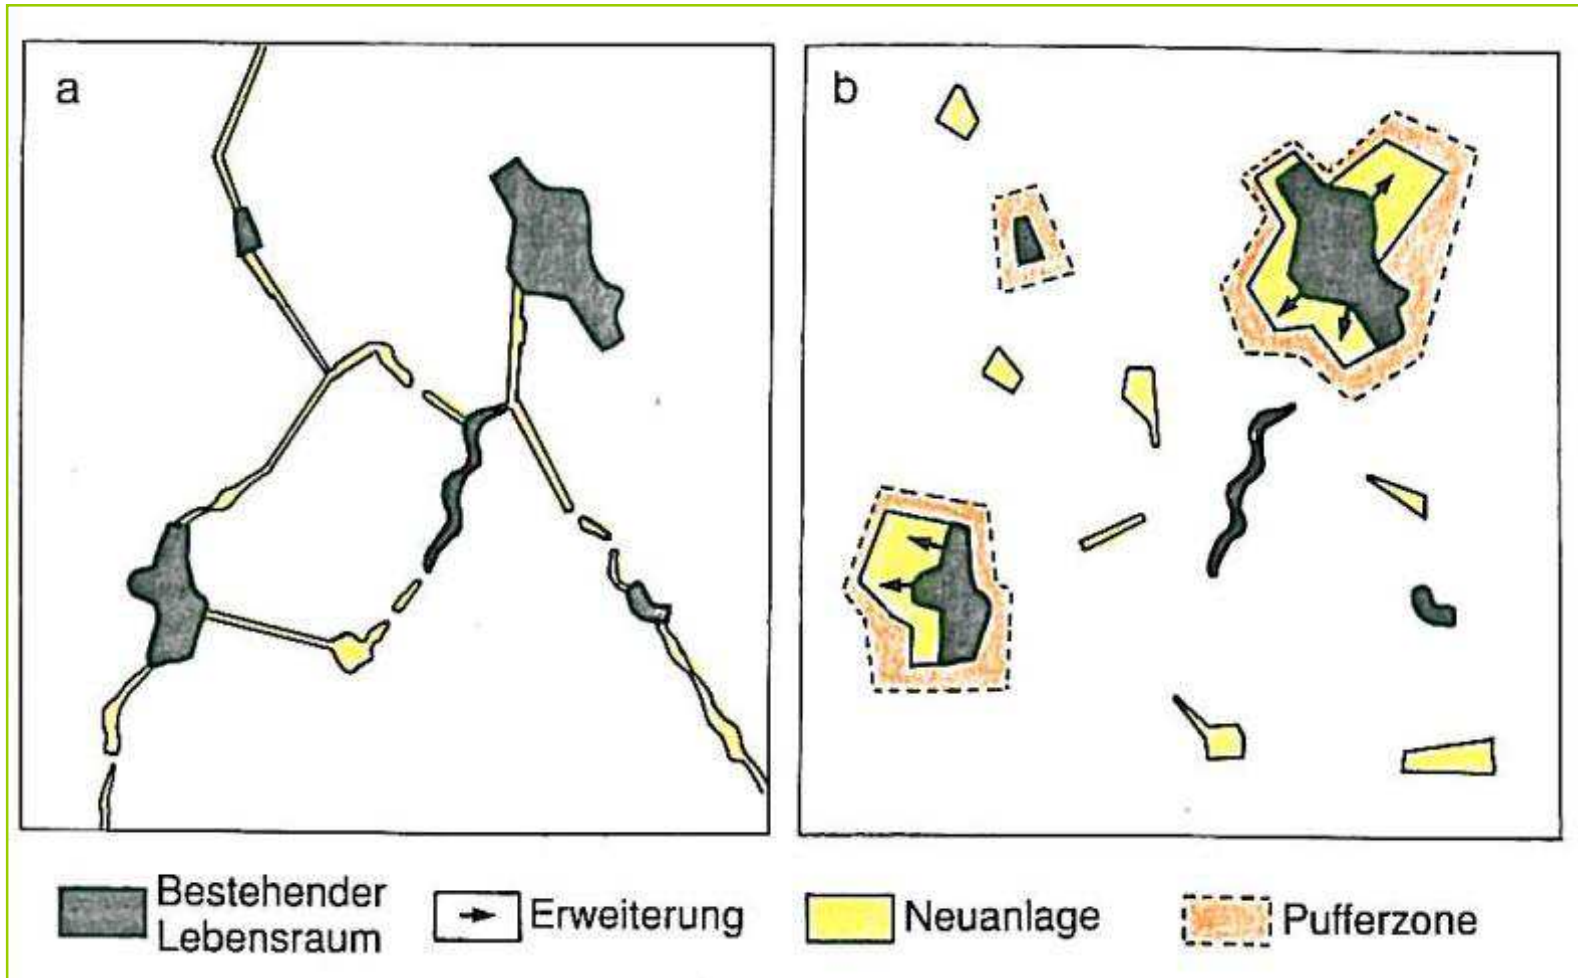 a
b
Bestehender
Lebensraum
Erweiterung
Neuanlage
Pufferzone